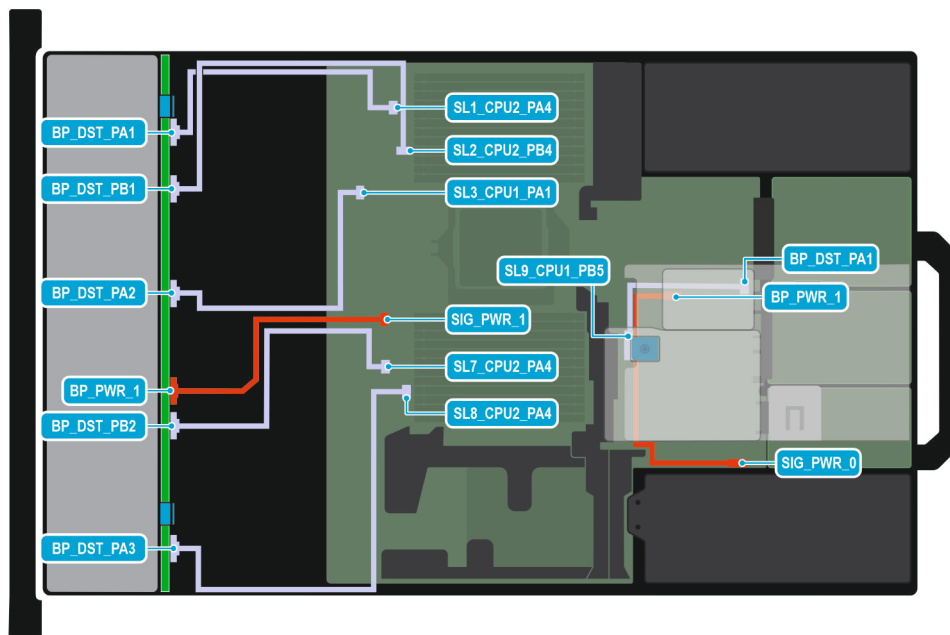 BP_DST_PA1
SL1_CPU2_PA4
SL2_CPU2_PB4
BP_DST_PB1
SL3_CPU1_PA1
BP_DST_PA1
SL9_CPU1_PB5
BP_DST_PA2
BP_PWR_1
SIG_PWR_1
SL7_CPU2_PA4
BP_PWR_1
SL8_CPU2_PA4
BP_DST_PB2
SIG_PWR_0
BP_DST_PA3